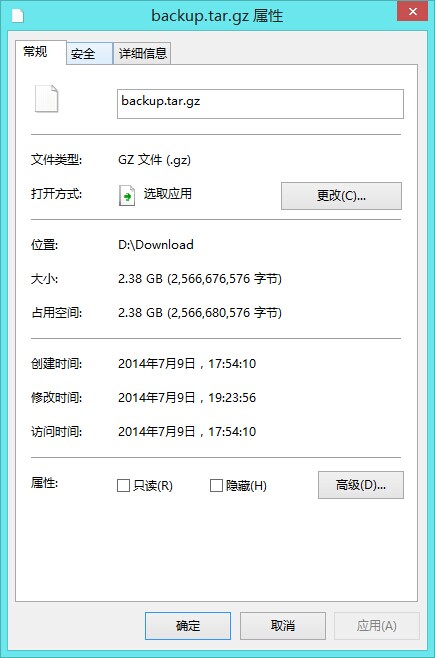 backup.tar.gz 属性
常规 安全 详细信息
backup.tar.gz
文件类型: GZ 文件 (.gz)
打开方式: 选取应用 更改(C)...
位置: D:\Download
大小: 2.38 GB (2,566,676,576 字节)
占用空间: 2.38 GB (2,566,680,576 字节)
创建时间: 2014年7月9日，17:54:10
修改时间: 2014年7月9日，19:23:56
访问时间: 2014年7月9日，17:54:10
属性: 只读(R) 隐藏(H) 高级(D)...
确定 取消 应用(A)